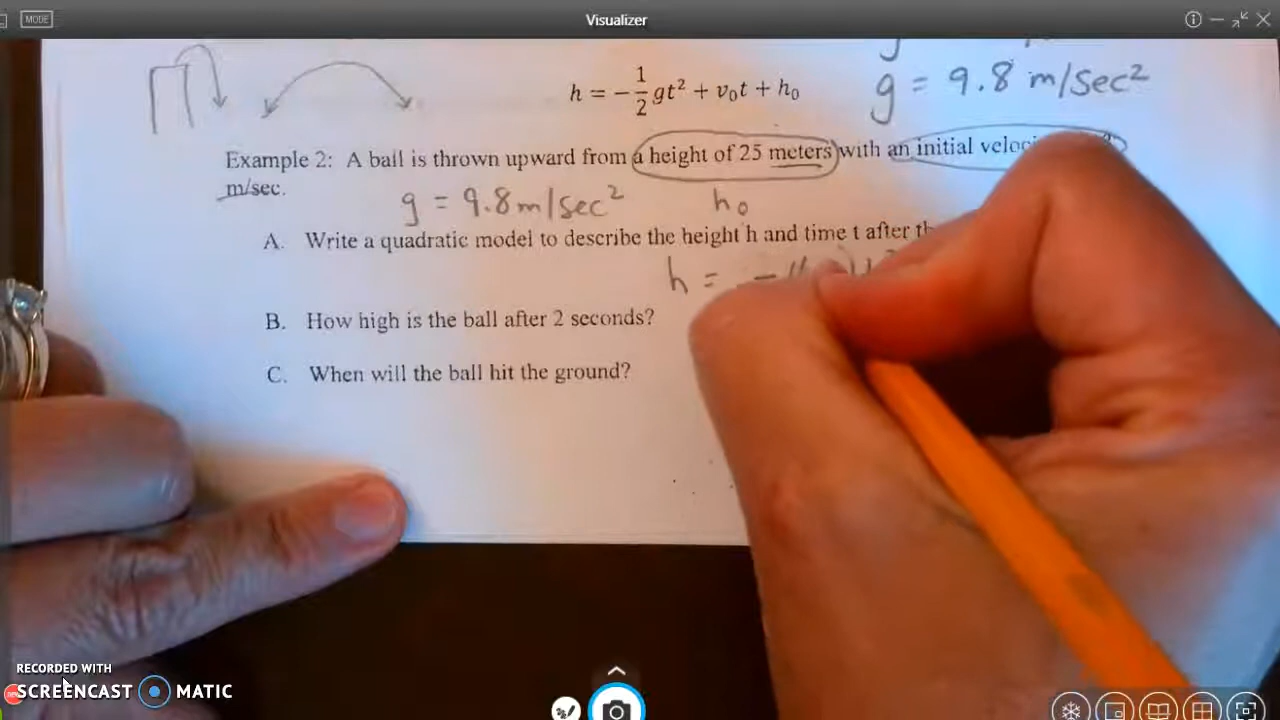 MODE
Visualizer
h = -1/2 gt² + v₀t + h₀
g = 9.8 m/sec²
Example 2: A ball is thrown upward from a height of 25 meters with an initial
m/sec.
g = 9.8 m/sec²
h₀
A. Write a quadratic model to describe the height h and time t after
h = -
B. How high is the ball after 2 seconds?
C. When will the ball hit the ground?
RECORDED WITH
SCREENCAST MATIC